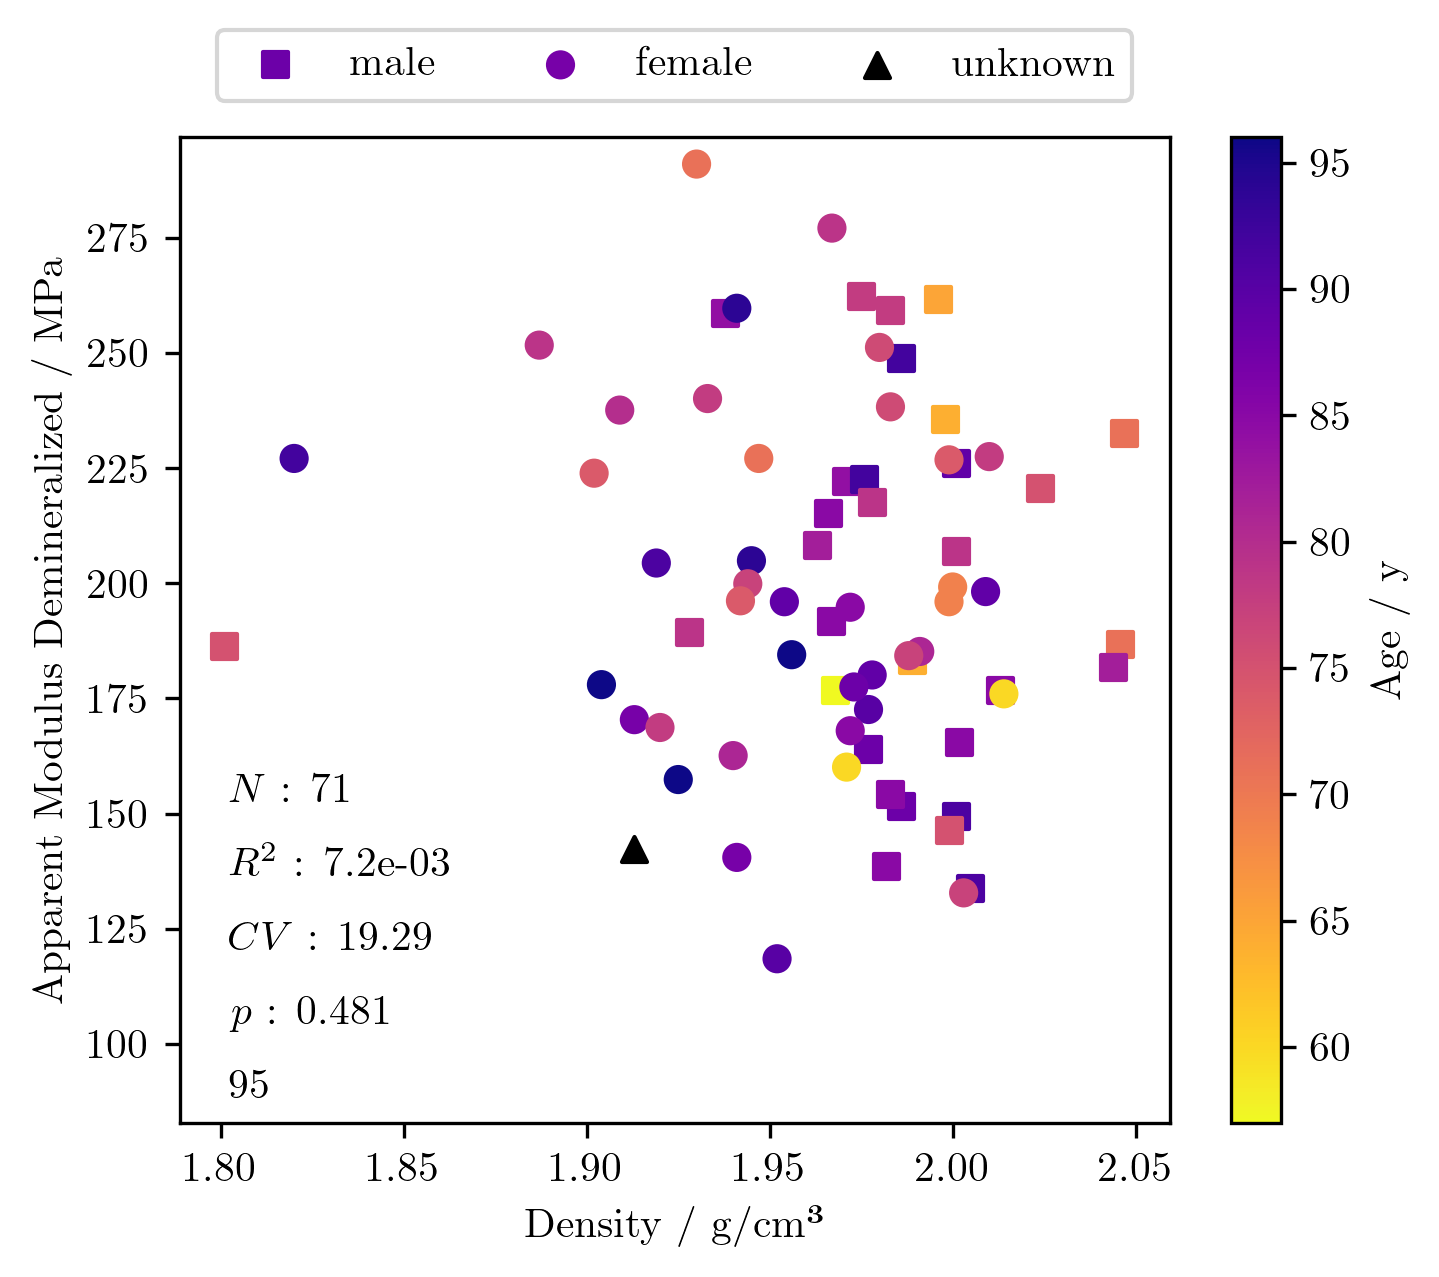 male female unknown
275
250
225
200
175
150
125
100
Apparent Modulus Demineralized / MPa
N : 71
R² : 7.2e-03
CV : 19.29
p : 0.481
95
1.80 1.85 1.90 1.95 2.00 2.05
Density / g/cm³
95
90
85
80
75
70
65
60
Age / y